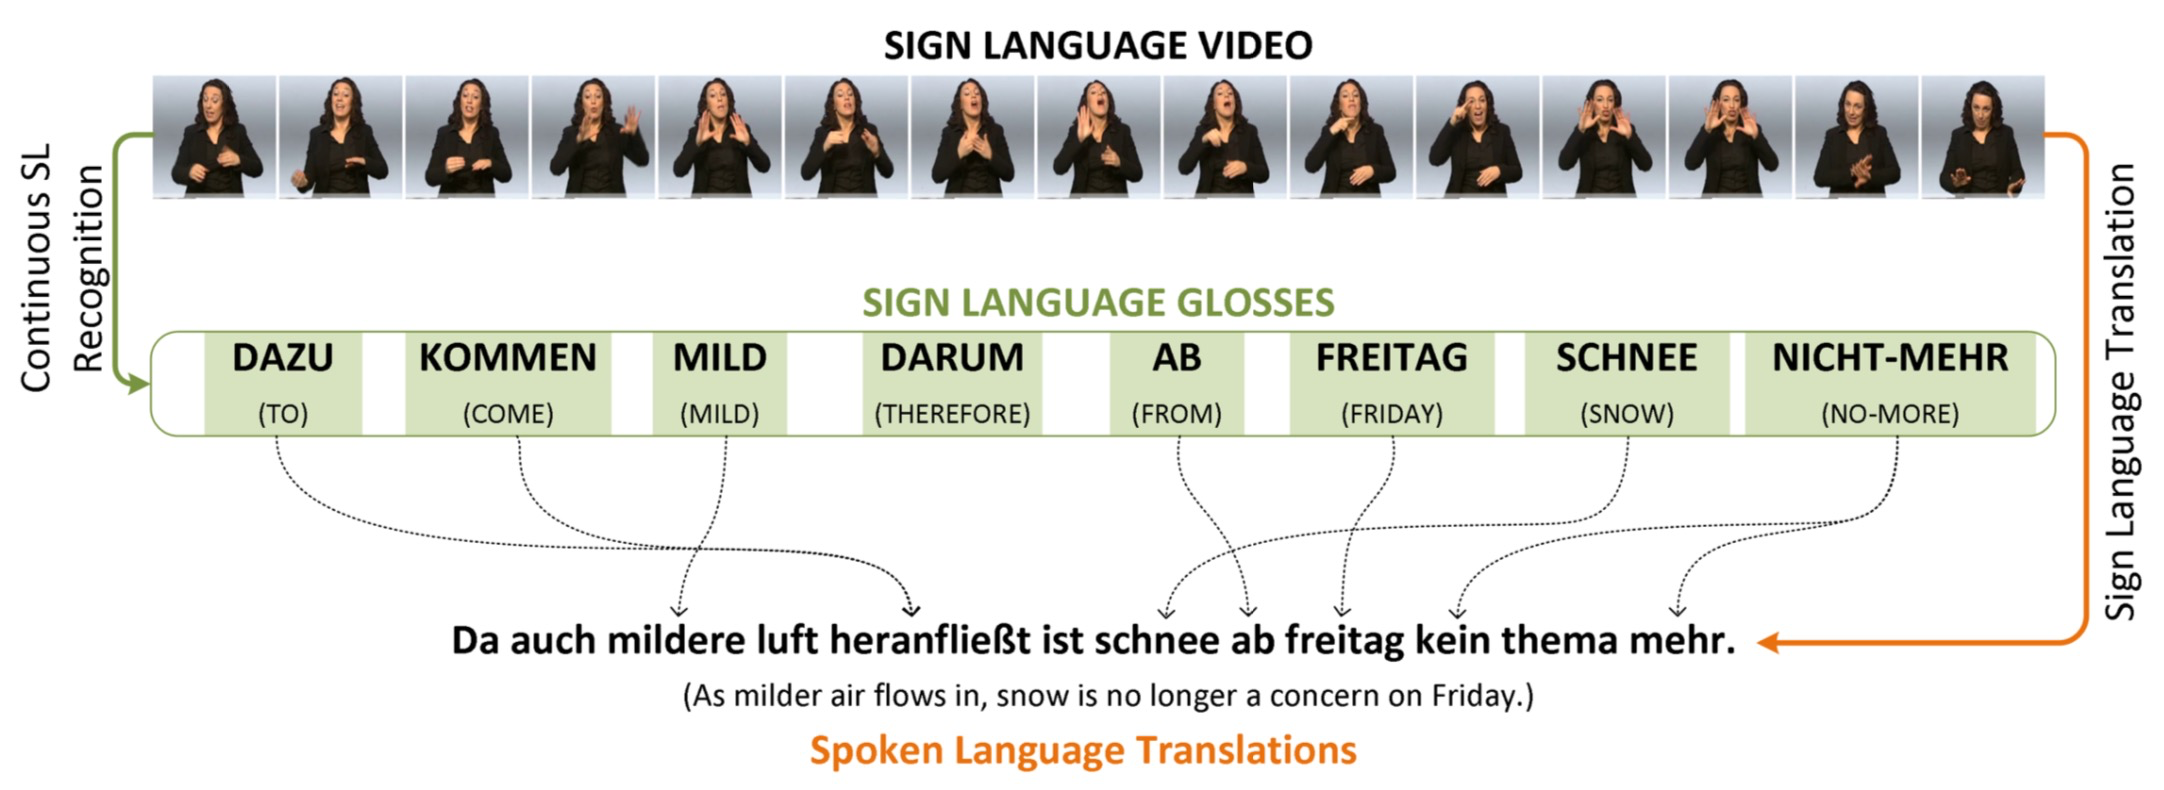 SIGN LANGUAGE VIDEO
Continuous SL
Recognition
Sign Language Translation
SIGN LANGUAGE GLOSSES
DAZU KOMMEN MILD DARUM AB FREITAG SCHNEE NICHT-MEHR
(TO) (COME) (MILD) (THEREFORE) (FROM) (FRIDAY) (SNOW) (NO-MORE)
Da auch mildere luft heranfließt ist schnee ab freitag kein thema mehr.
(As milder air flows in, snow is no longer a concern on Friday.)
Spoken Language Translations